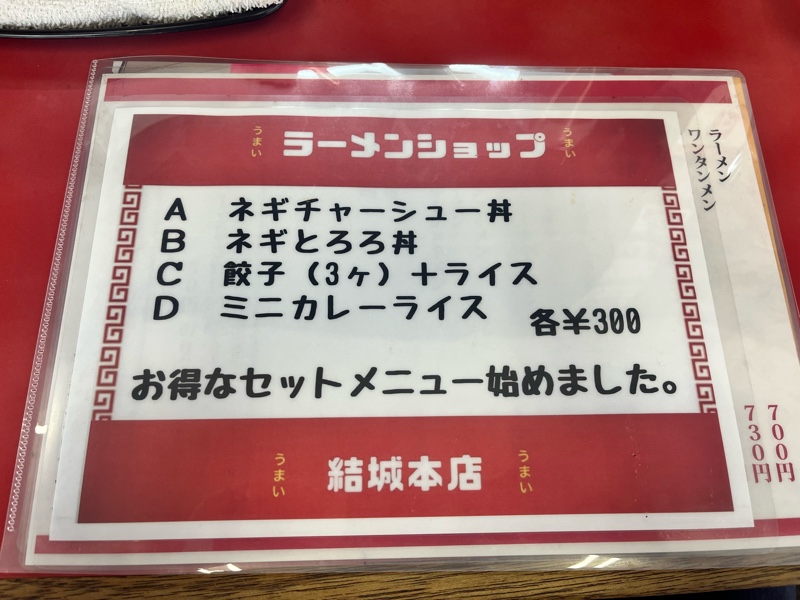 うまい ラーメンショップ うまい
A ネギチャーシュー丼
B ネギとろろ丼
C 餃子（3ヶ）＋ライス
D ミニカレーライス
各¥300
お得なセットメニュー始めました。
うまい 結城本店 うまい
ラーメン 700円
ワンタンメン 730円